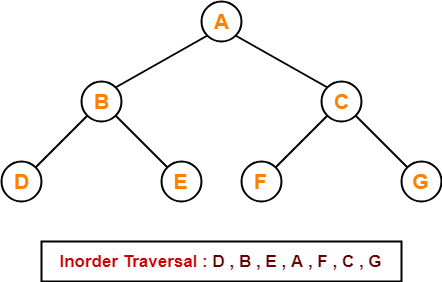 A
B
C
D
E
F
G
Inorder Traversal : D , B , E , A , F , C , G